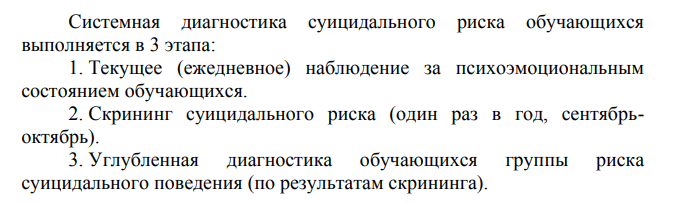 Системная диагностика суицидального риска обучающихся
выполняется в 3 этапа:
1. Текущее (ежедневное) наблюдение за психоэмоциональным
состоянием обучающихся.
2. Скрининг суицидального риска (один раз в год, сентябрь-
октябрь).
3. Углубленная диагностика обучающихся группы риска
суицидального поведения (по результатам скрининга).